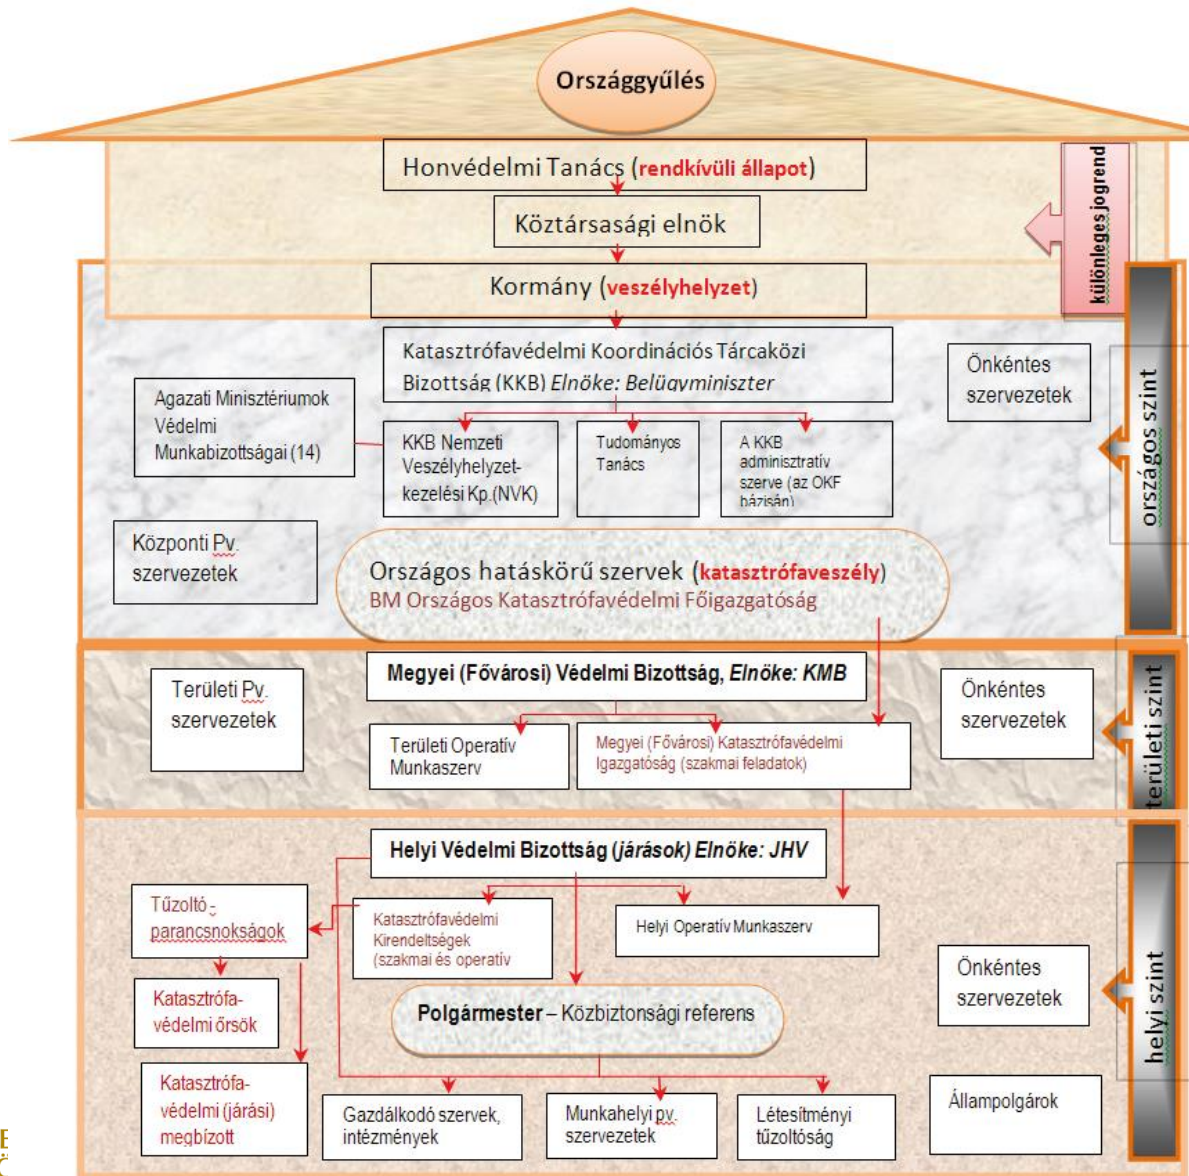 Országgyűlés
Honvédelmi Tanács (rendkívüli állapot)
Köztársasági elnök
Kormány (veszélyhelyzet)
különleges jogrend
Katasztrófavédelmi Koordinációs Tárcaközi
Bizottság (KKB) Elnöke: Belügyminiszter
Önkéntes
szervezetek
Agazati Minisztériumok
Védelmi
Munkabizottságai (14)
KKB Nemzeti
Veszélyhelyzet-
kezelési Kp.(NVK)
Tudományos
Tanács
A KKB
adminisztratív
szerve (az OKF
bázisán)
országos szint
Központi Pv.
szervezetek
Országos hatáskörű szervek (katasztrófaveszély)
BM Országos Katasztrófavédelmi Főigazgatóság
Megyei (Fővárosi) Védelmi Bizottság, Elnöke: KMB
Területi Pv.
szervezetek
Önkéntes
szervezetek
Területi Operatív
Munkaszerv
Megyei (Fővárosi) Katasztrófavédelmi
Igazgatóság (szakmai feladatok)
területi szint
Helyi Védelmi Bizottság (járások) Elnöke: JHV
Tűzoltó -
parancsnokságok
Katasztrófavédelmi
Kirendeltségek
(szakmai és operatív
Helyi Operatív Munkaszerv
Önkéntes
szervezetek
Katasztrófa-
védelmi őrsök
Polgármester – Közbiztonsági referens
helyi szint
Katasztrófa-
védelmi (járási)
megbízott
Gazdálkodó szervek,
intézmények
Munkahelyi pv.
szervezetek
Létesítményi
tűzoltóság
Állampolgárok